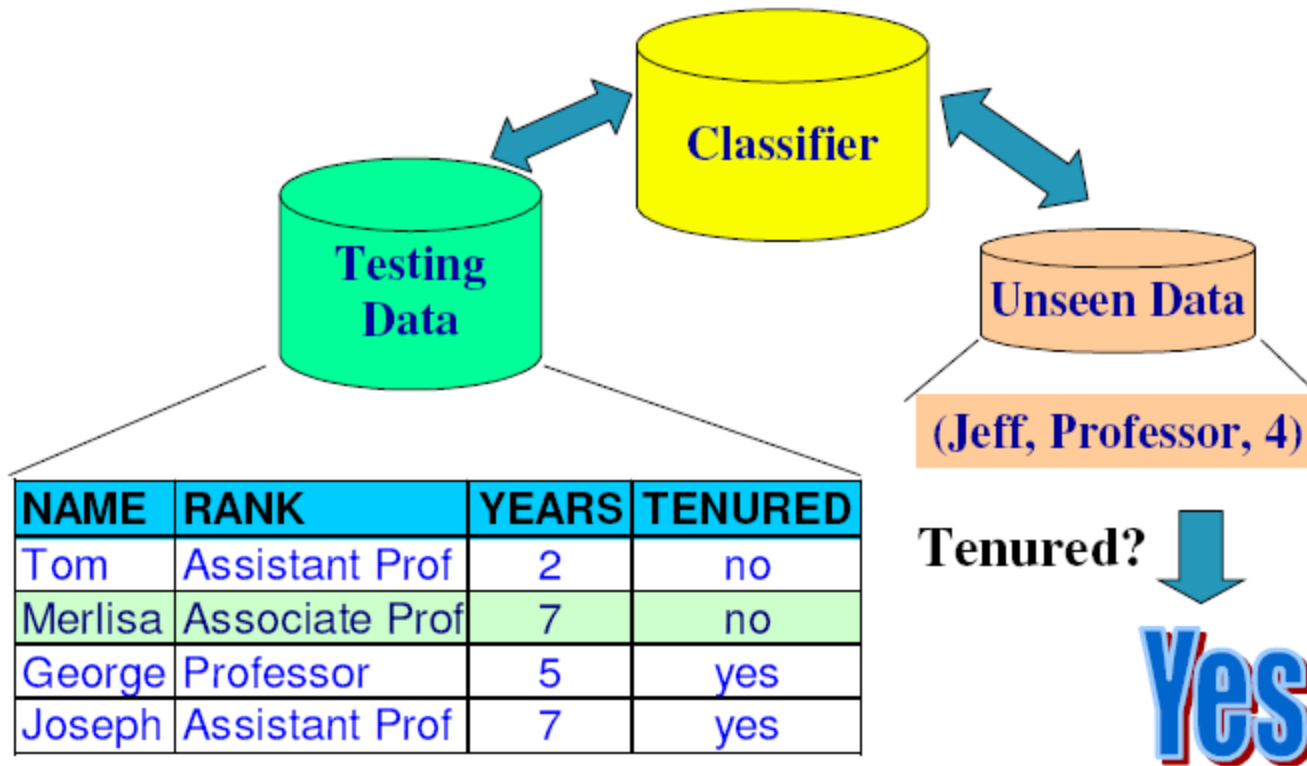 Classifier
Testing
Data
Unseen Data
(Jeff, Professor, 4)
NAME RANK YEARS TENURED
Tom Assistant Prof 2 no
Merlisa Associate Prof 7 no
George Professor 5 yes
Joseph Assistant Prof 7 yes
Tenured?
Yes